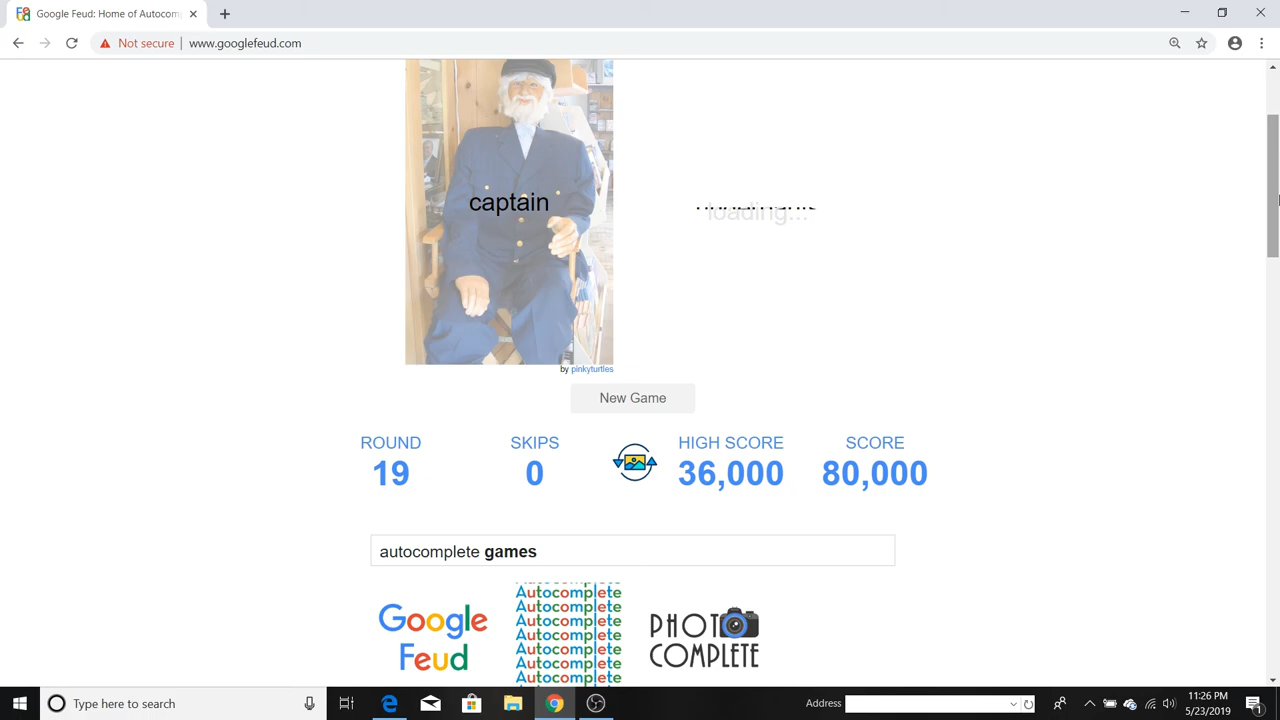 Google Feud: Home of Autocom
Not secure
www.googlefeud.com
captain
loading...
by pinkyturtles
New Game
ROUND
SKIPS
HIGH SCORE
SCORE
19
0
36,000
80,000
autocomplete games
Google
Feud
Autocomplete
Autocomplete
Autocomplete
Autocomplete
Autocomplete
Autocomplete
Autocomplete
PHOTO
COMPLETE
Type here to search
Address
11:26 PM
5/23/2019
1